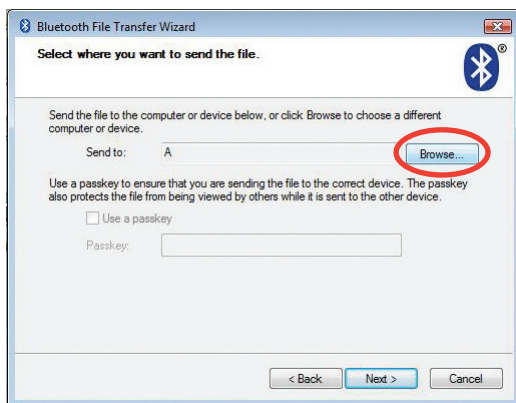 Bluetooth File Transfer Wizard
Select where you want to send the file.
®
Send the file to the computer or device below, or click Browse to choose a different
computer or device.
Send to: A Browse...
Use a passkey to ensure that you are sending the file to the correct device. The passkey
also protects the file from being viewed by others while it is sent to the other device.
Use a passkey
Passkey:
< Back Next > Cancel